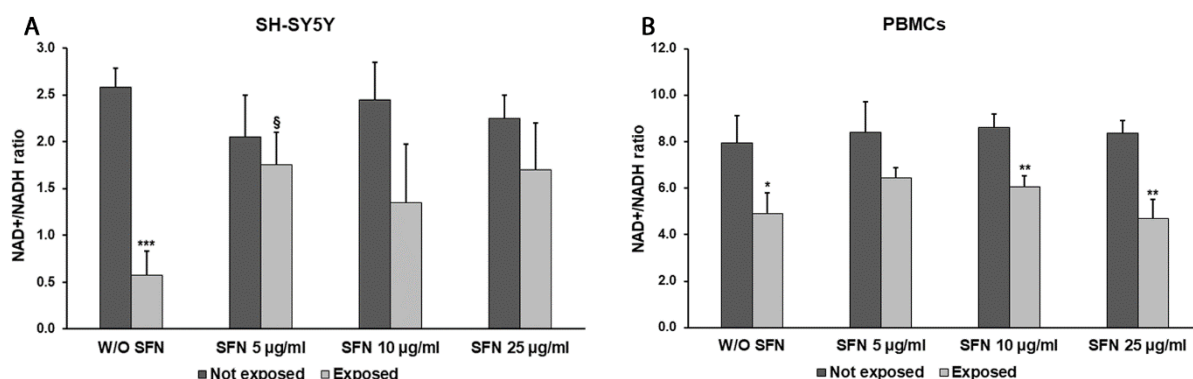 A
SH-SY5Y
NAD+/NADH ratio
3.0
2.5
2.0
1.5
1.0
0.5
0.0
***
§
W/O SFN SFN 5 µg/ml SFN 10 µg/ml SFN 25 µg/ml
Not exposed Exposed
B
PBMCs
NAD+/NADH ratio
12.0
10.0
8.0
6.0
4.0
2.0
0.0
*
**
**
W/O SFN SFN 5 µg/ml SFN 10 µg/ml SFN 25 µg/ml
Not exposed Exposed